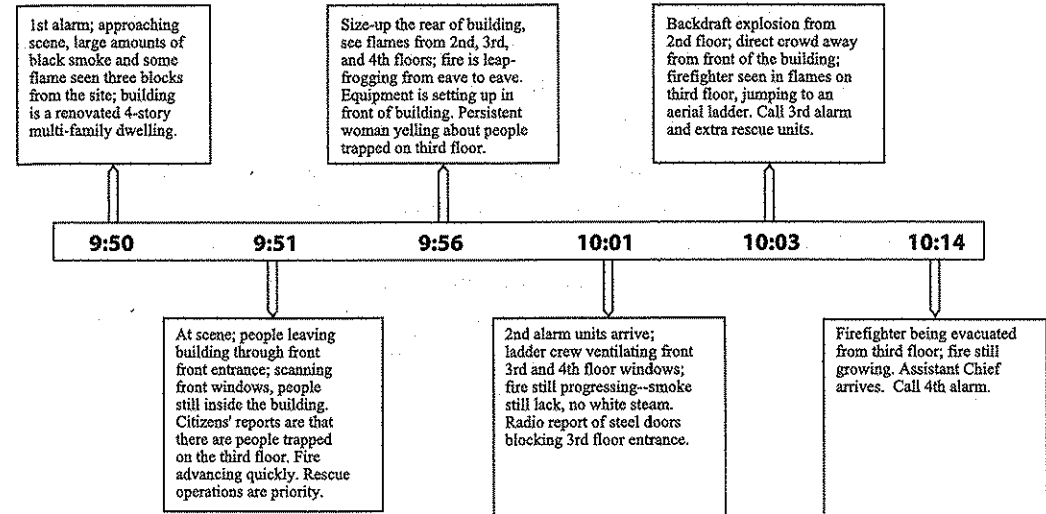 1st alarm; approaching
scene, large amounts of
black smoke and some
flame seen three blocks
from the site; building
is a renovated 4-story
multi-family dwelling.
Size-up the rear of building,
see flames from 2nd, 3rd,
and 4th floors; fire is leap-
frogging from eave to eave.
Equipment is setting up in
front of building. Persistent
woman yelling about people
trapped on third floor.
Backdraft explosion from
2nd floor; direct crowd away
from front of the building;
firefighter seen in flames on
third floor, jumping to an
aerial ladder. Call 3rd alarm
and extra rescue units.
9:50 9:51 9:56 10:01 10:03 10:14
At scene; people leaving
building through front
front entrance; scanning
front windows, people
still inside the building.
Citizens' reports are that
there are people trapped
on the third floor. Fire
advancing quickly. Rescue
operations are priority.
2nd alarm units arrive;
ladder crew ventilating front
3rd and 4th floor windows;
fire still progressing--smoke
still lack, no white steam.
Radio report of steel doors
blocking 3rd floor entrance.
Firefighter being evacuated
from third floor; fire still
growing. Assistant Chief
arrives. Call 4th alarm.